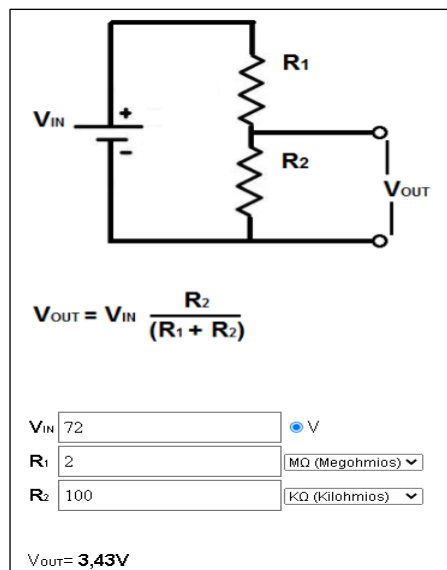 R1
VIN
+
-
R2
VOUT
VOUT = VIN R2
(R1 + R2)
VIN 72 V
R1 2 MΩ (Megohmios)
R2 100 KΩ (Kilohmios)
VOUT= 3,43V